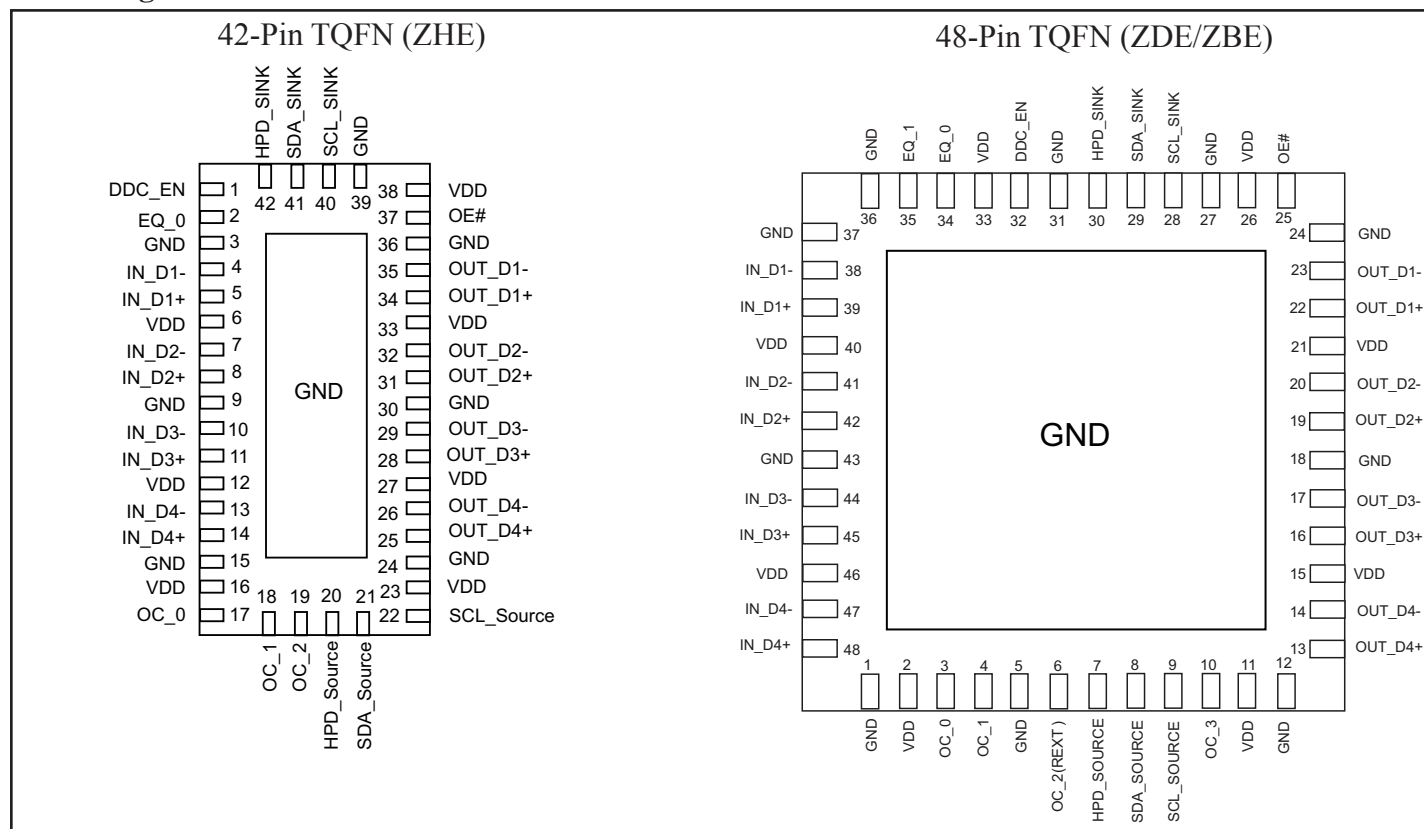 42-Pin TQFN (ZHE)
HPD_SINK
SDA_SINK
SCL_SINK
GND
42 41 40 39
DDC_EN 1
EQ_0 2
GND 3
IN_D1- 4
IN_D1+ 5
VDD 6
IN_D2- 7
IN_D2+ 8
GND 9
IN_D3- 10
IN_D3+ 11
VDD 12
IN_D4- 13
IN_D4+ 14
GND 15
VDD 16
OC_0 17
GND
38 VDD
37 OE#
36 GND
35 OUT_D1-
34 OUT_D1+
33 VDD
32 OUT_D2-
31 OUT_D2+
30 GND
29 OUT_D3-
28 OUT_D3+
27 VDD
26 OUT_D4-
25 OUT_D4+
24 GND
23 VDD
22 SCL_Source
18 19 20 21
OC_1
OC_2
HPD_Source
SDA_Source
48-Pin TQFN (ZDE/ZBE)
GND
EQ_1
EQ_0
VDD
DDC_EN
GND
HPD_SINK
SDA_SINK
SCL_SINK
GND
VDD
OE#
36 35 34 33 32 31 30 29 28 27 26 25
GND 37
IN_D1- 38
IN_D1+ 39
VDD 40
IN_D2- 41
IN_D2+ 42
GND 43
IN_D3- 44
IN_D3+ 45
VDD 46
IN_D4- 47
IN_D4+ 48
GND
24 GND
23 OUT_D1-
22 OUT_D1+
21 VDD
20 OUT_D2-
19 OUT_D2+
18 GND
17 OUT_D3-
16 OUT_D3+
15 VDD
14 OUT_D4-
13 OUT_D4+
1 2 3 4 5 6 7 8 9 10 11 12
GND
VDD
OC_0
OC_1
GND
OC_2(REXT )
HPD_SOURCE
SDA_SOURCE
SCL_SOURCE
OC_3
VDD
GND